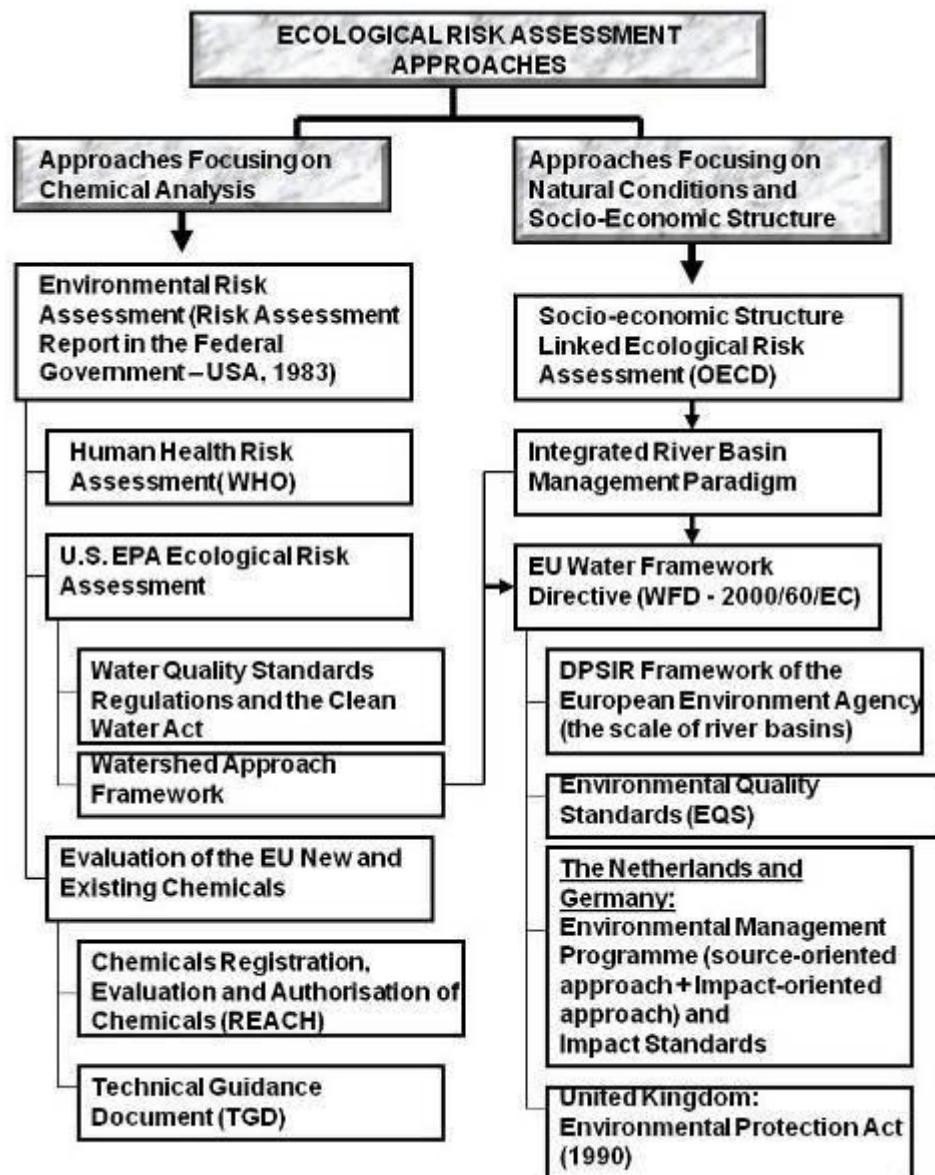 ECOLOGICAL RISK ASSESSMENT
APPROACHES
Approaches Focusing on
Chemical Analysis
Environmental Risk
Assessment (Risk Assessment
Report in the Federal
Government – USA, 1983)
Human Health Risk
Assessment( WHO)
U.S. EPA Ecological Risk
Assessment
Water Quality Standards
Regulations and the Clean
Water Act
Watershed Approach
Framework
Evaluation of the EU New and
Existing Chemicals
Chemicals Registration,
Evaluation and Authorisation of
Chemicals (REACH)
Technical Guidance
Document (TGD)
Approaches Focusing on
Natural Conditions and
Socio-Economic Structure
Socio-economic Structure
Linked Ecological Risk
Assessment (OECD)
Integrated River Basin
Management Paradigm
EU Water Framework
Directive (WFD - 2000/60/EC)
DPSIR Framework of the
European Environment Agency
(the scale of river basins)
Environmental Quality
Standards (EQS)
The Netherlands and
Germany:
Environmental Management
Programme (source-oriented
approach + Impact-oriented
approach) and
Impact Standards
United Kingdom:
Environmental Protection Act
(1990)